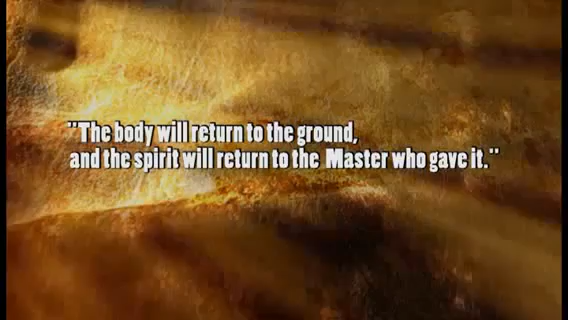 "The body will return to the ground,
and the spirit will return to the Master who gave it."